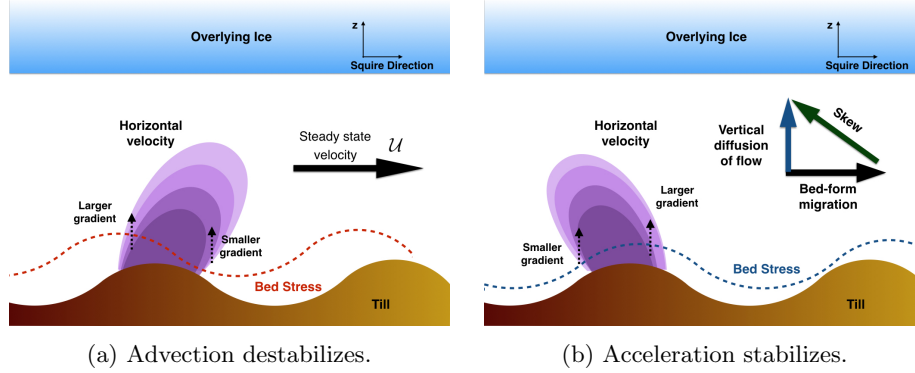 Overlying Ice
z
Squire Direction
Horizontal
velocity
Steady state
velocity
𝒰
Larger
gradient
Smaller
gradient
Bed Stress
Till
(a) Advection destabilizes.
Overlying Ice
z
Squire Direction
Horizontal
velocity
Vertical
diffusion
of flow
Skew
Bed-form
migration
Larger
gradient
Smaller
gradient
Bed Stress
Till
(b) Acceleration stabilizes.